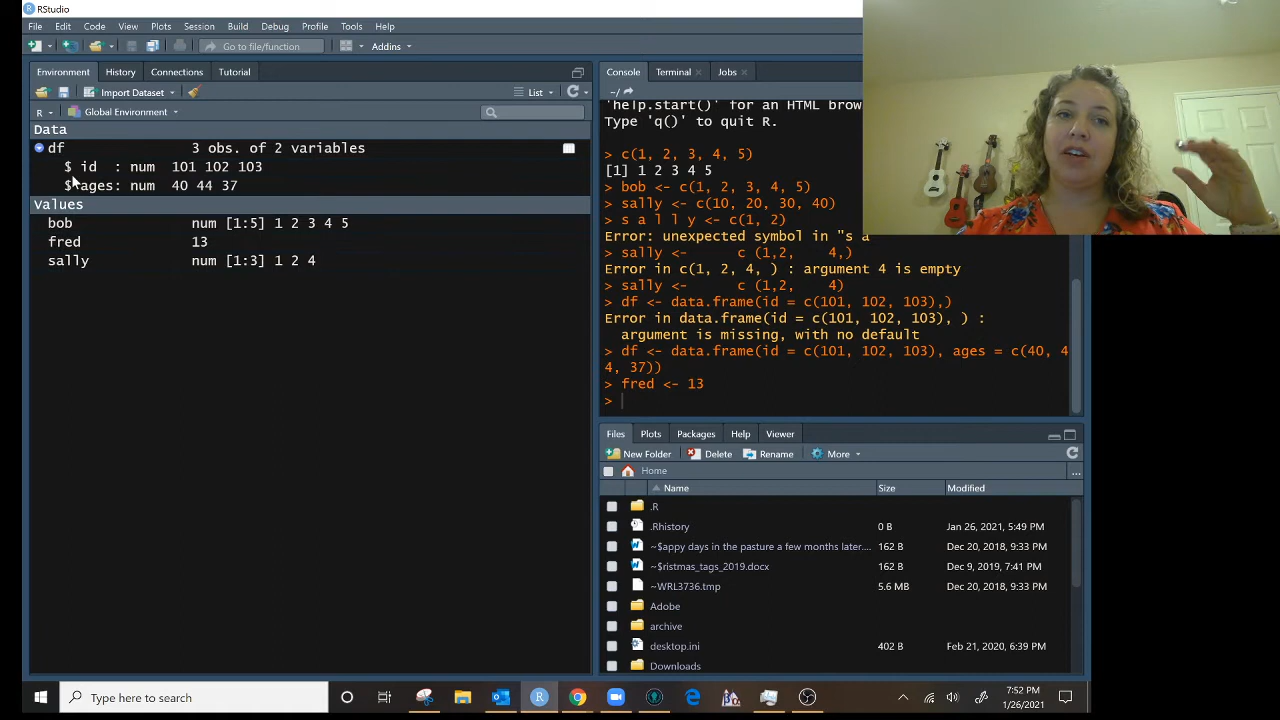 RStudio
File Edit Code View Plots Session Build Debug Profile Tools Help
Go to file/function Addins
Environment History Connections Tutorial
Import Dataset List
R Global Environment
Data
df 3 obs. of 2 variables
$ id : num 101 102 103
$ ages: num 40 44 37
Values
bob num [1:5] 1 2 3 4 5
fred 13
sally num [1:3] 1 2 4
Console Terminal Jobs
~/
'help.start()' for an HTML brow
Type 'q()' to quit R.
> c(1, 2, 3, 4, 5)
[1] 1 2 3 4 5
> bob <- c(1, 2, 3, 4, 5)
> sally <- c(10, 20, 30, 40)
> s a l l y <- c(1, 2)
Error: unexpected symbol in "s a
> sally <- c (1,2, 4,)
Error in c(1, 2, 4, ) : argument 4 is empty
> sally <- c (1,2, 4)
> df <- data.frame(id = c(101, 102, 103),)
Error in data.frame(id = c(101, 102, 103), ) :
argument is missing, with no default
> df <- data.frame(id = c(101, 102, 103), ages = c(40, 4
4, 37))
> fred <- 13
>
Files Plots Packages Help Viewer
New Folder Delete Rename More
Home
Name Size Modified
.R
.Rhistory 0 B Jan 26, 2021, 5:49 PM
~$appy days in the pasture a few months later.... 162 B Dec 20, 2018, 9:33 PM
~$ristmas_tags_2019.docx 162 B Dec 9, 2019, 7:41 PM
~WRL3736.tmp 5.6 MB Dec 20, 2018, 9:33 PM
Adobe
archive
desktop.ini 402 B Feb 21, 2020, 6:39 PM
Downloads
Type here to search
7:52 PM
1/26/2021